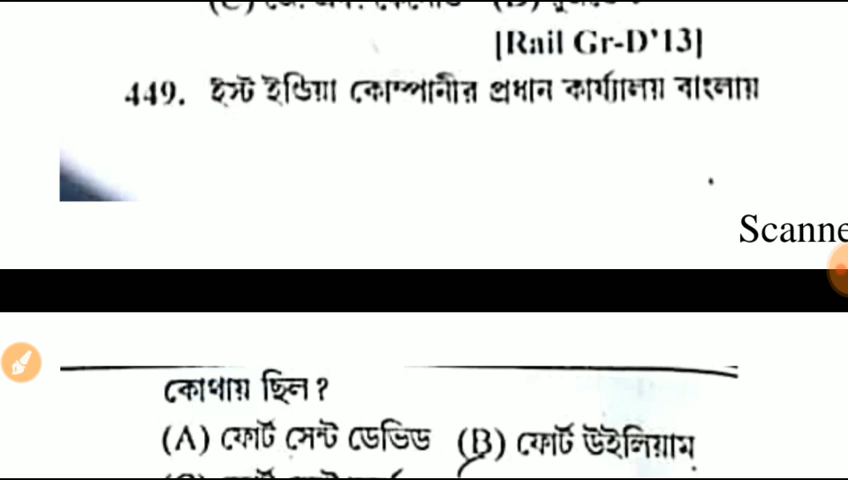 [Rail Gr-D'13]
449. ইস্ট ইন্ডিয়া কোম্পানীর প্রধান কার্য্যালয় বাংলায়
Scanne
কোথায় ছিল?
(A) ফোর্ট সেন্ট ডেভিড (B) ফোর্ট উইলিয়াম